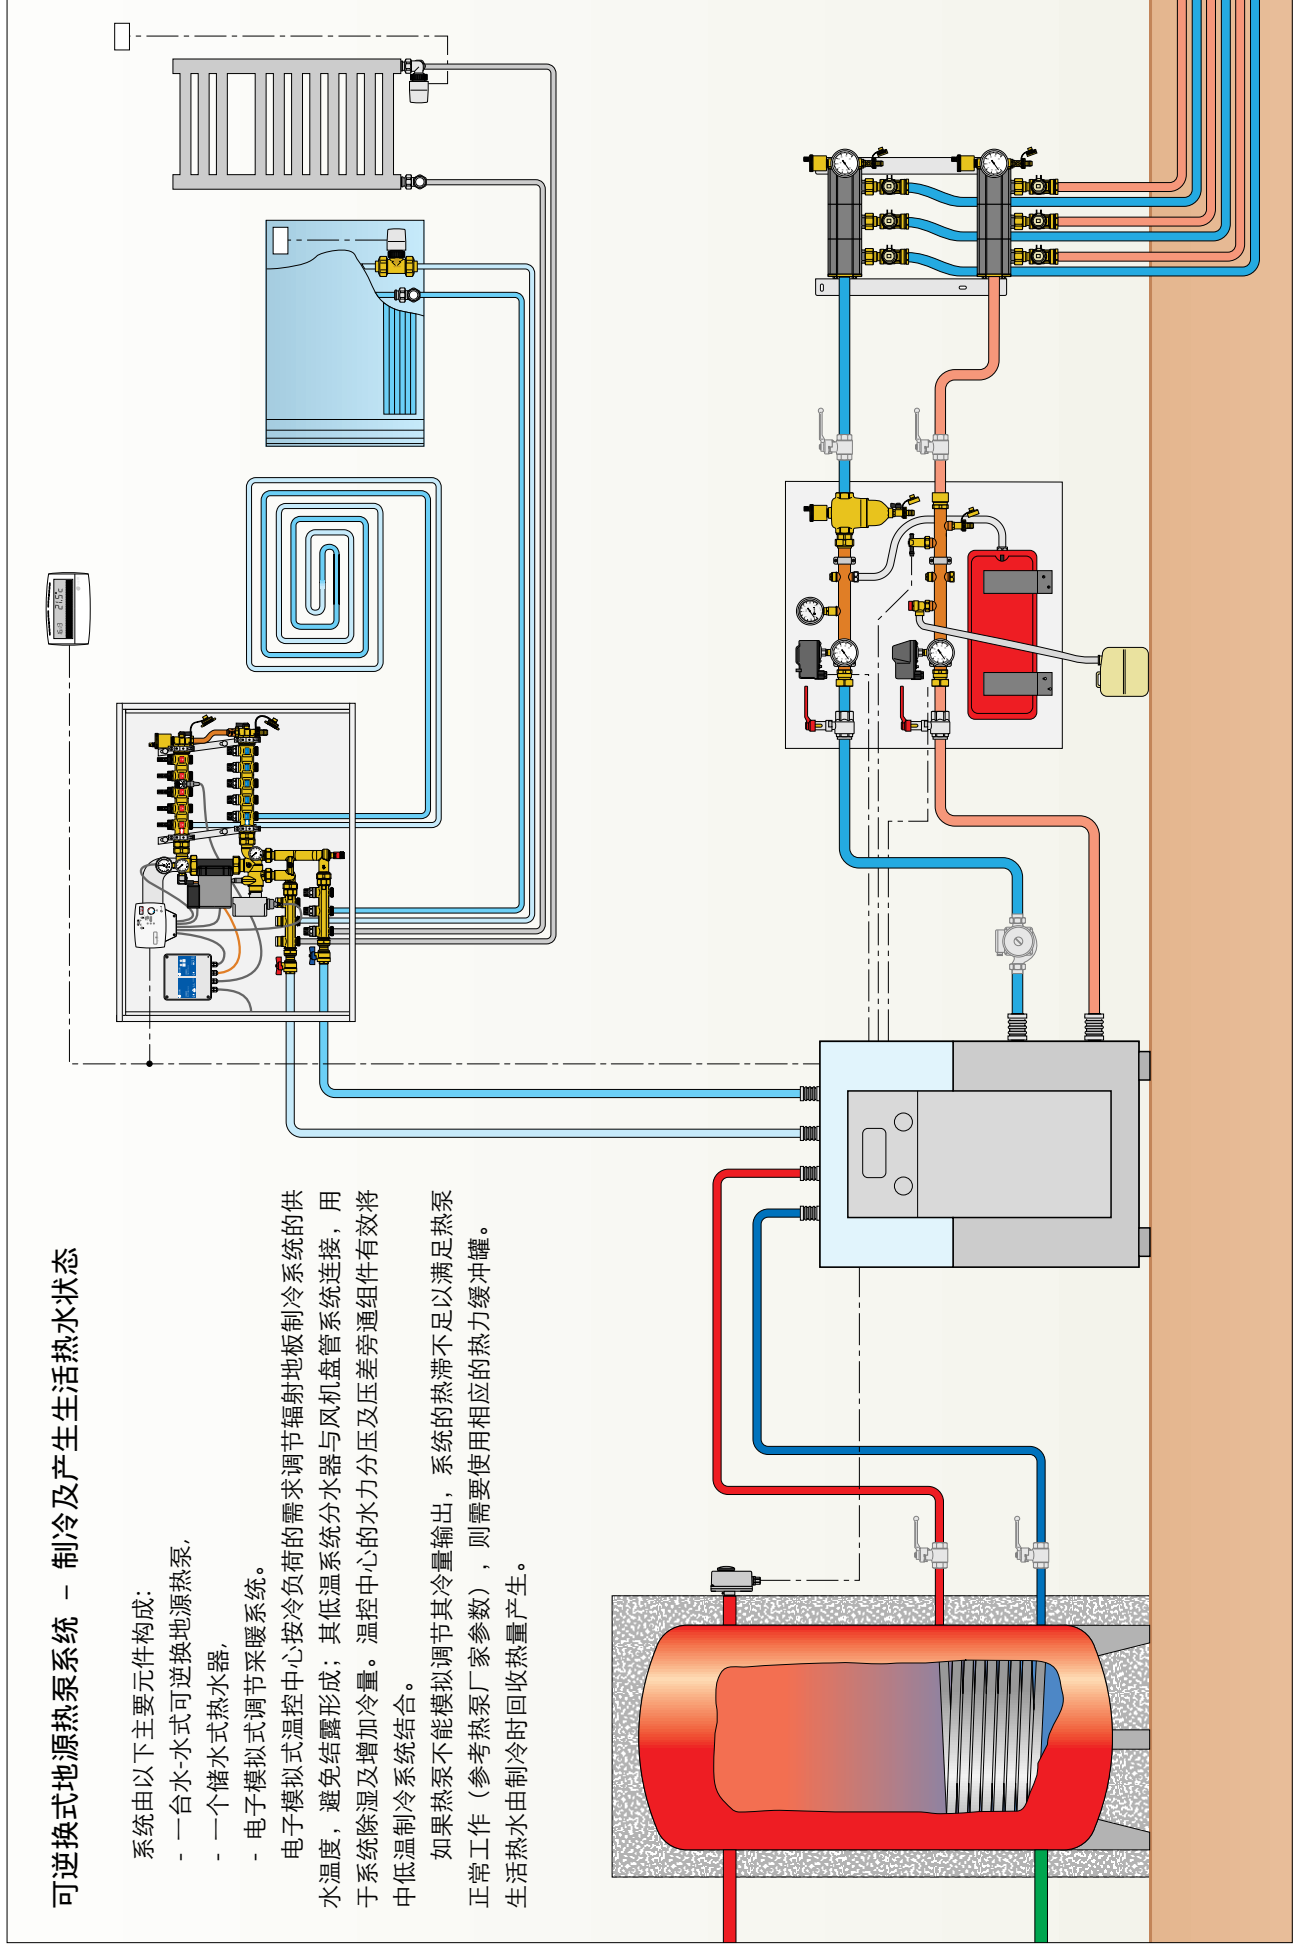 可逆换式地源热泵系统 – 制冷及产生生活热水状态
系统由以下主要元件构成：
- 一台水-水式可逆换地源热泵,
- 一个储水式热水器,
- 电子模拟式调节采暖系统。
电子模拟式温控中心按冷负荷的需求调节辐射地板制冷系统的供
水温度，避免结露形成；其低温系统分水器与风机盘管系统连接，用
于系统除湿及增加冷量。温控中心的水力分压及压差旁通组件有效将
中低温制冷系统结合。
如果热泵不能模拟调节其冷量输出，系统的热滞不足以满足热泵
正常工作（参考热泵厂家参数），则需要使用相应的热力缓冲罐。
生活热水由制冷时回收热量产生。
21.5°c